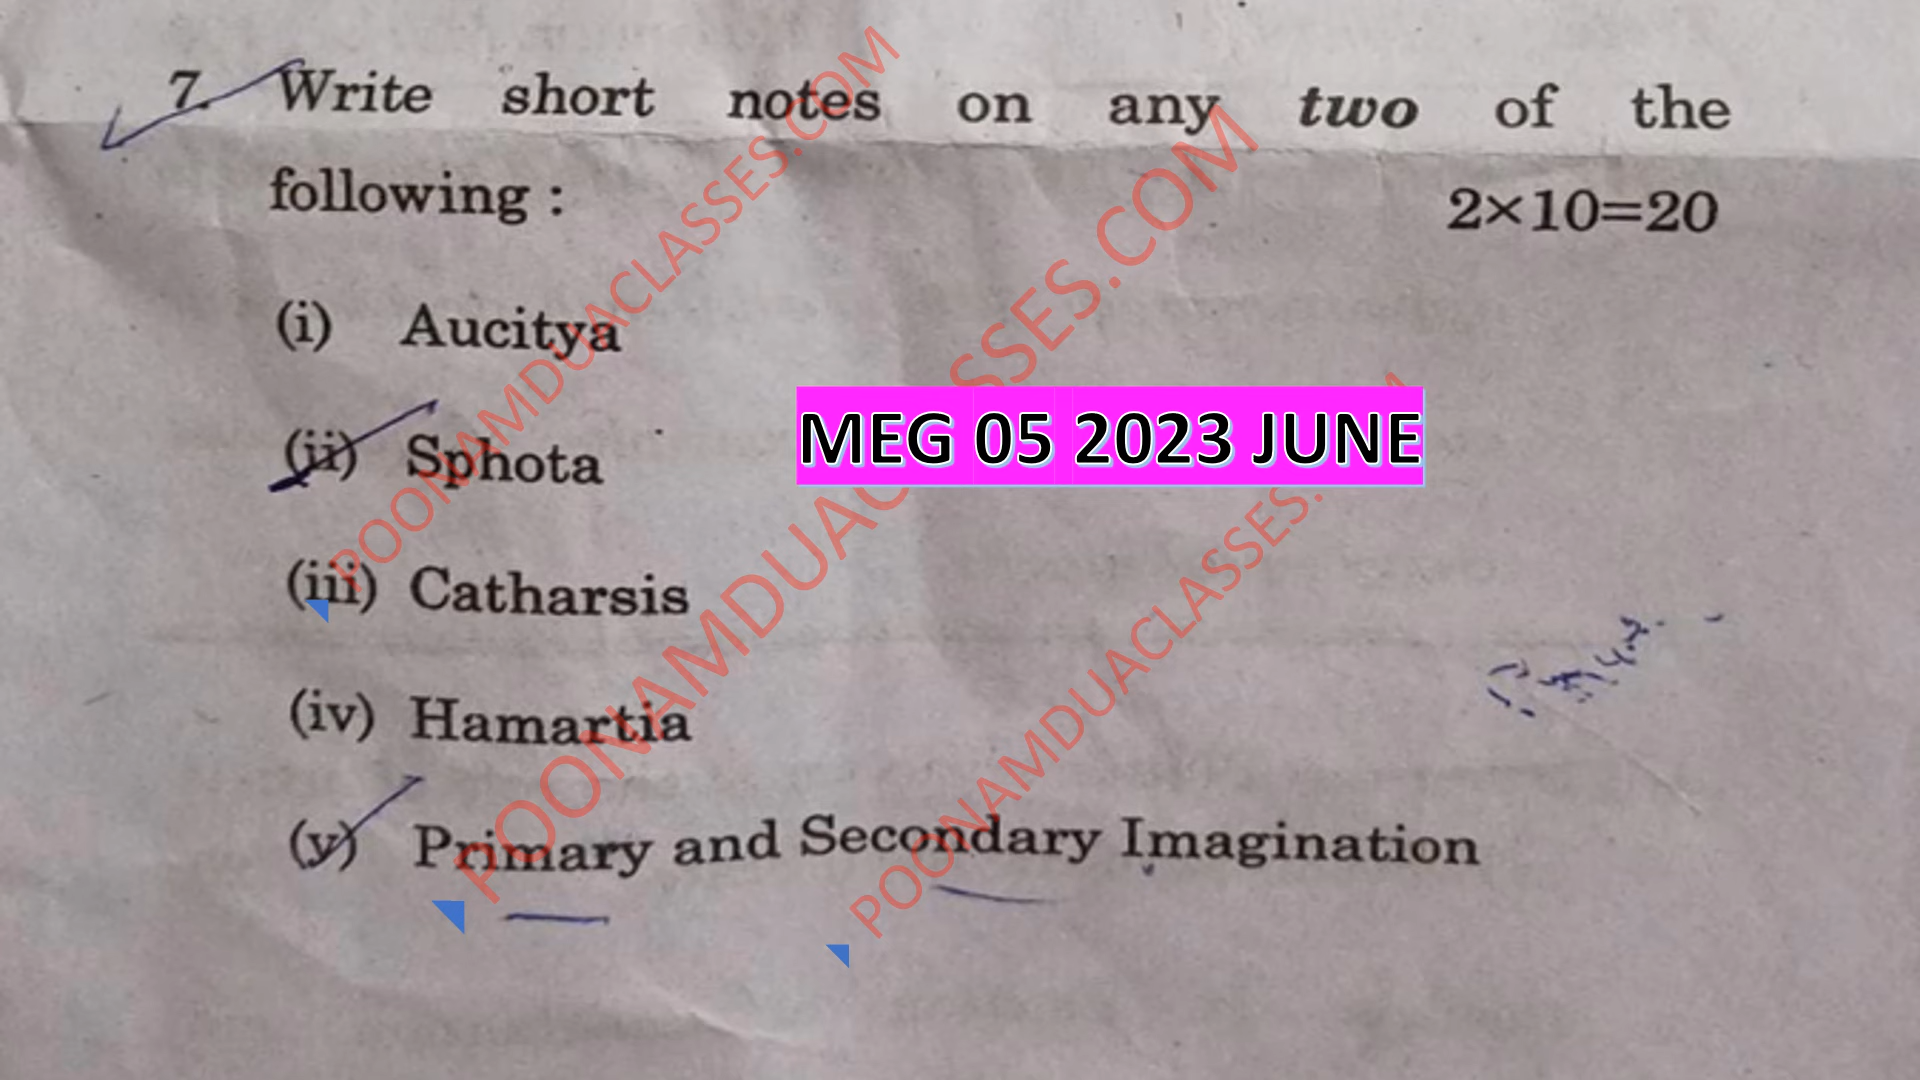 7. Write short notes on any two of the
following : 2×10=20
(i) Aucitya
(ii) Sphota
MEG 05 2023 JUNE
(iii) Catharsis
(iv) Hamartia
(v) Primary and Secondary Imagination
POONAMDUACLASSES.COM
POONAMDUACLASSES.COM
POONAMDUACLASSES.